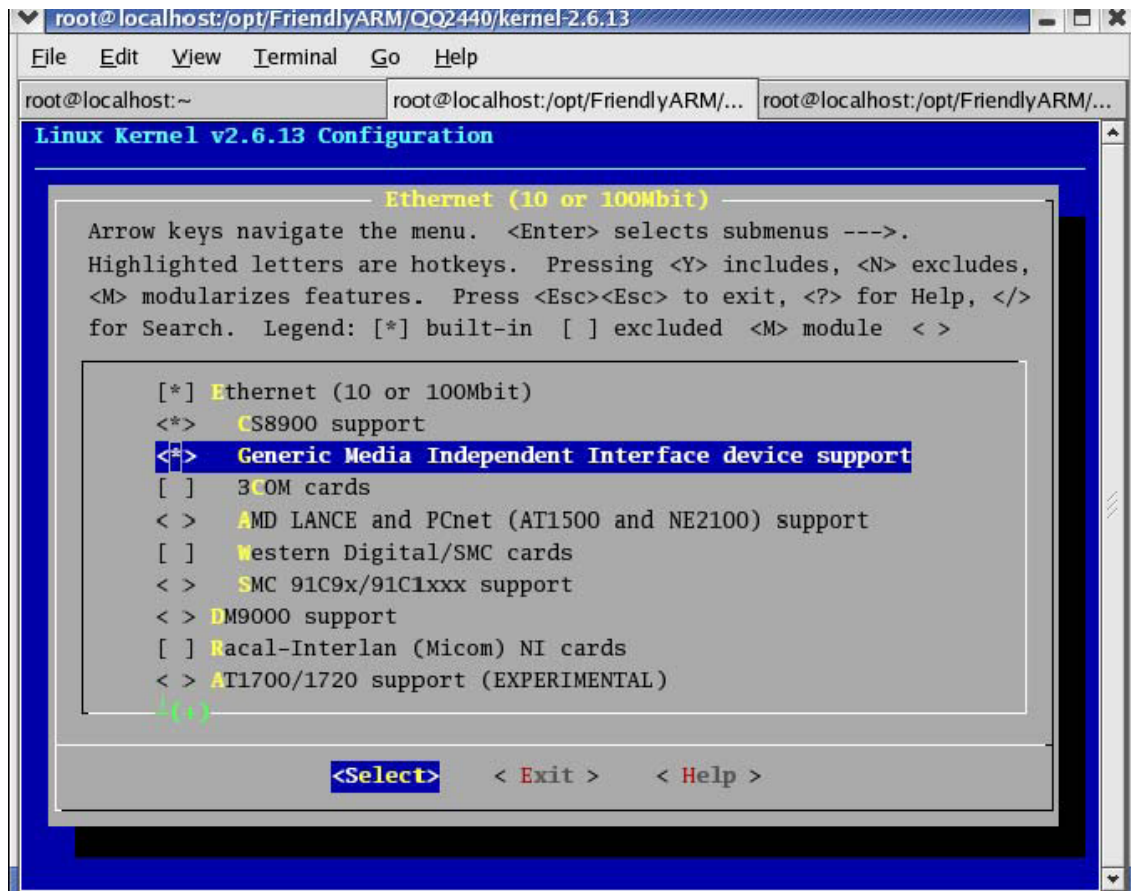 root@localhost:/opt/FriendlyARM/QQ2440/kernel-2.6.13
File Edit View Terminal Go Help
root@localhost:~ root@localhost:/opt/FriendlyARM/... root@localhost:/opt/FriendlyARM/...
Linux Kernel v2.6.13 Configuration
Ethernet (10 or 100Mbit)
Arrow keys navigate the menu. <Enter> selects submenus --->.
Highlighted letters are hotkeys. Pressing <Y> includes, <N> excludes,
<M> modularizes features. Press <Esc><Esc> to exit, <?> for Help, </>
for Search. Legend: [*] built-in [ ] excluded <M> module < >
[*] Ethernet (10 or 100Mbit)
<*> CS8900 support
<*> Generic Media Independent Interface device support
[ ] 3COM cards
< > AMD LANCE and PCnet (AT1500 and NE2100) support
[ ] Western Digital/SMC cards
< > SMC 91C9x/91C1xxx support
< > DM9000 support
[ ] Racal-Interlan (Micom) NI cards
< > AT1700/1720 support (EXPERIMENTAL)
(+)
<Select> < Exit > < Help >